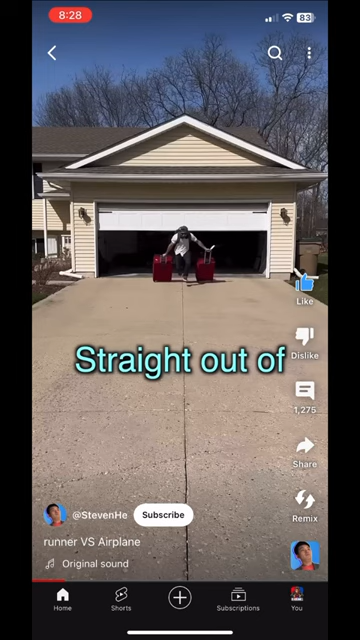 8:28
83
Like
Straight out of
Dislike
1,275
Share
@StevenHe
Subscribe
Remix
runner VS Airplane
Original sound
Home
Shorts
Subscriptions
You